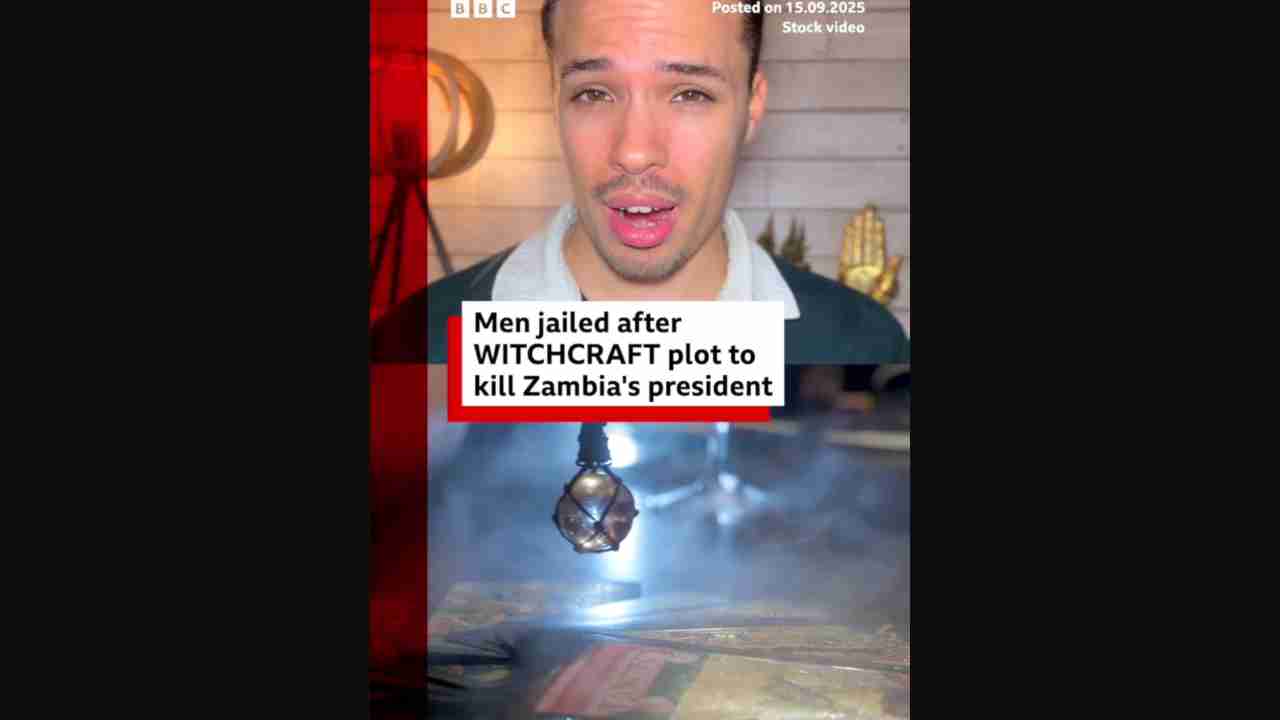 BBC
Posted on 15.09.2025
Stock video
Men jailed after
WITCHCRAFT plot to
kill Zambia's president